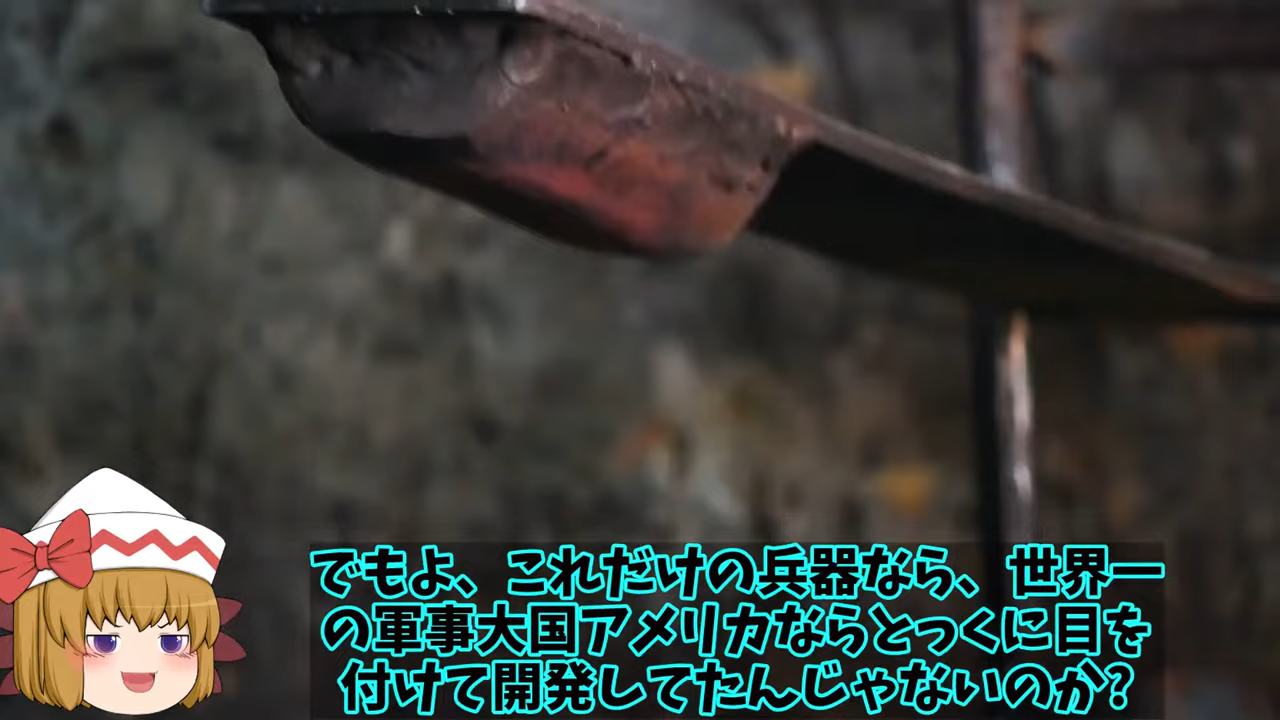 でもよ、これだけの兵器なら、世界一
の軍事大国アメリカならとっくに目を
付けて開発してたんじゃないのか?